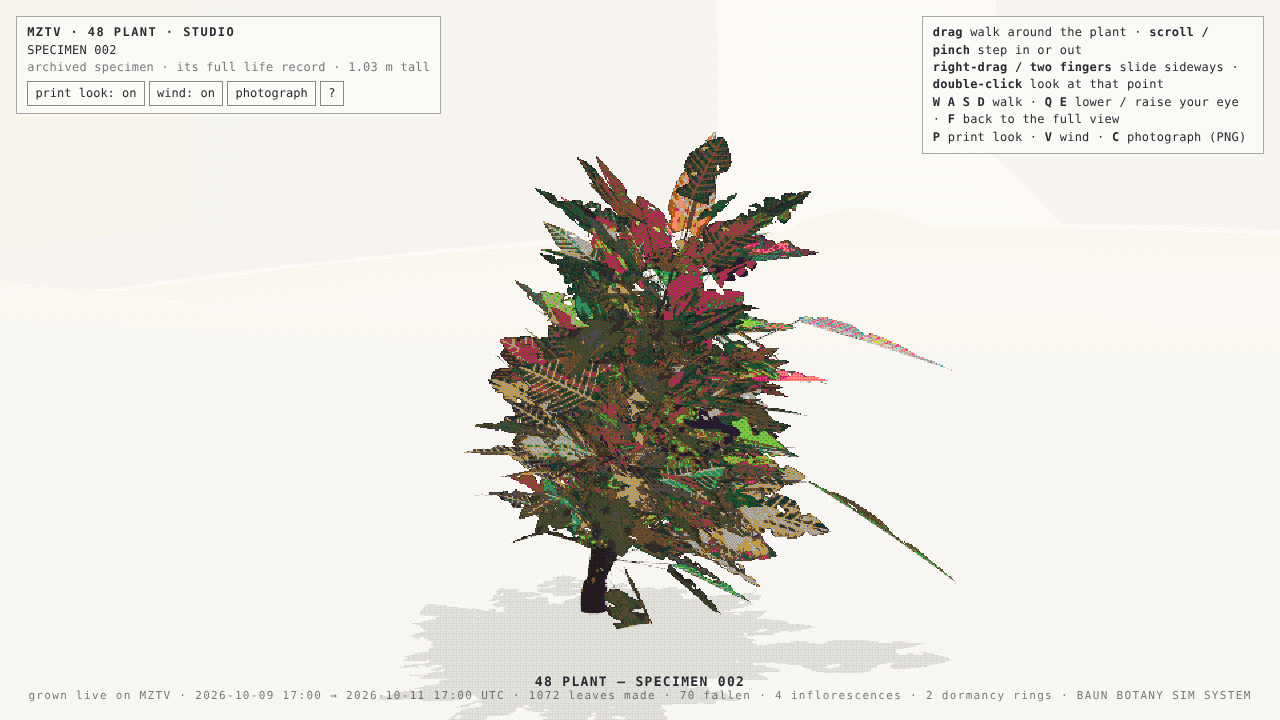 MZTV · 48 PLANT · STUDIO
SPECIMEN 002
archived specimen · its full life record · 1.03 m tall
print look: on
wind: on
photograph
?
drag walk around the plant · scroll /
pinch step in or out
right-drag / two fingers slide sideways ·
double-click look at that point
W A S D walk · Q E lower / raise your eye
· F back to the full view
P print look · V wind · C photograph (PNG)
48 PLANT — SPECIMEN 002
grown live on MZTV · 2026-10-09 17:00 → 2026-10-11 17:00 UTC · 1072 leaves made · 70 fallen · 4 inflorescences · 2 dormancy rings · BAUN BOTANY SIM SYSTEM